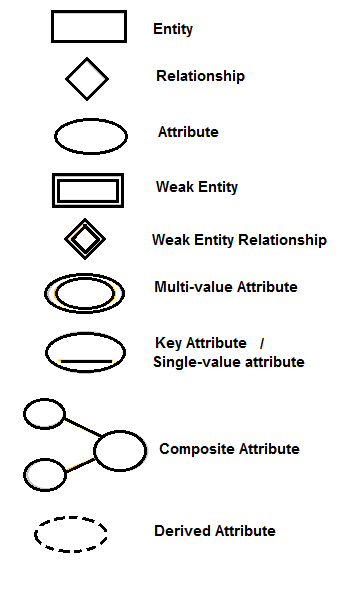 Entity
Relationship
Attribute
Weak Entity
Weak Entity Relationship
Multi-value Attribute
Key Attribute /
Single-value attribute
Composite Attribute
Derived Attribute